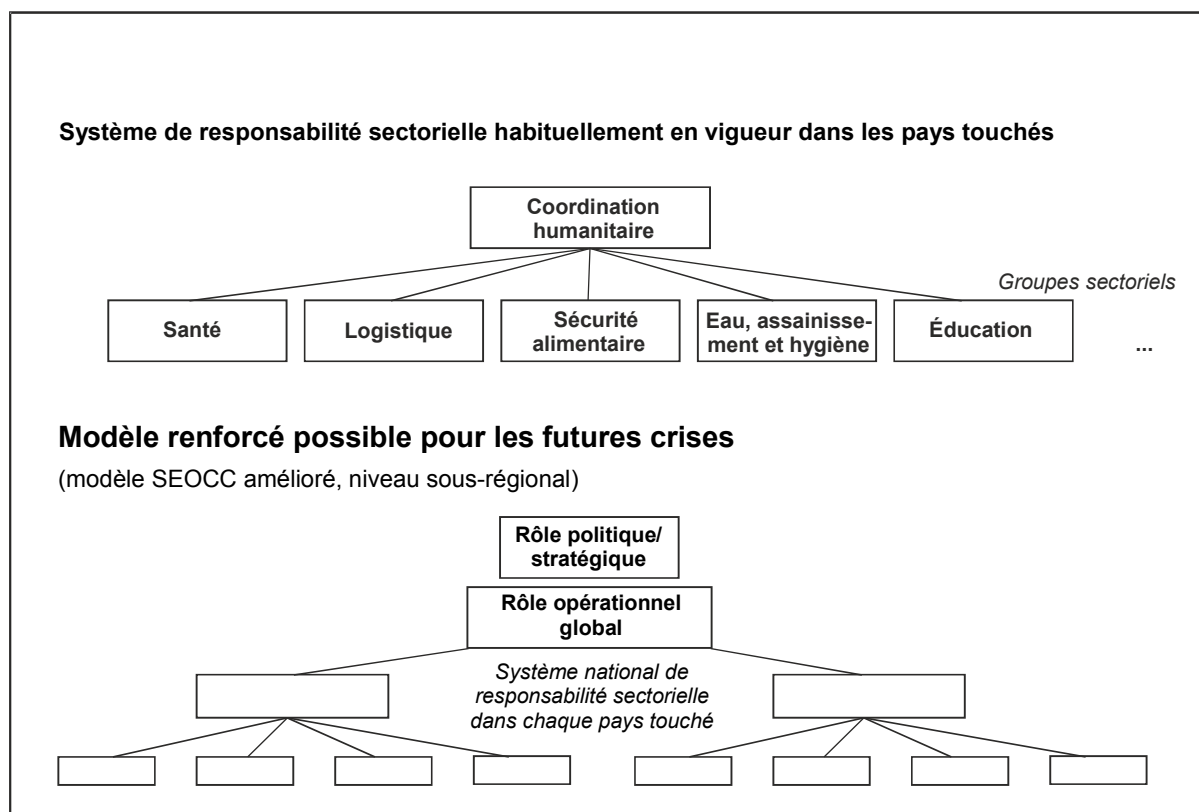 Système de responsabilité sectorielle habituellement en vigueur dans les pays touchés
Coordination
humanitaire
Groupes sectoriels
Santé
Logistique
Sécurité
alimentaire
Eau, assainisse-
ment et hygiène
Éducation
...
Modèle renforcé possible pour les futures crises
(modèle SEOCC amélioré, niveau sous-régional)
Rôle politique/
stratégique
Rôle opérationnel
global
Système national de
responsabilité sectorielle
dans chaque pays touché